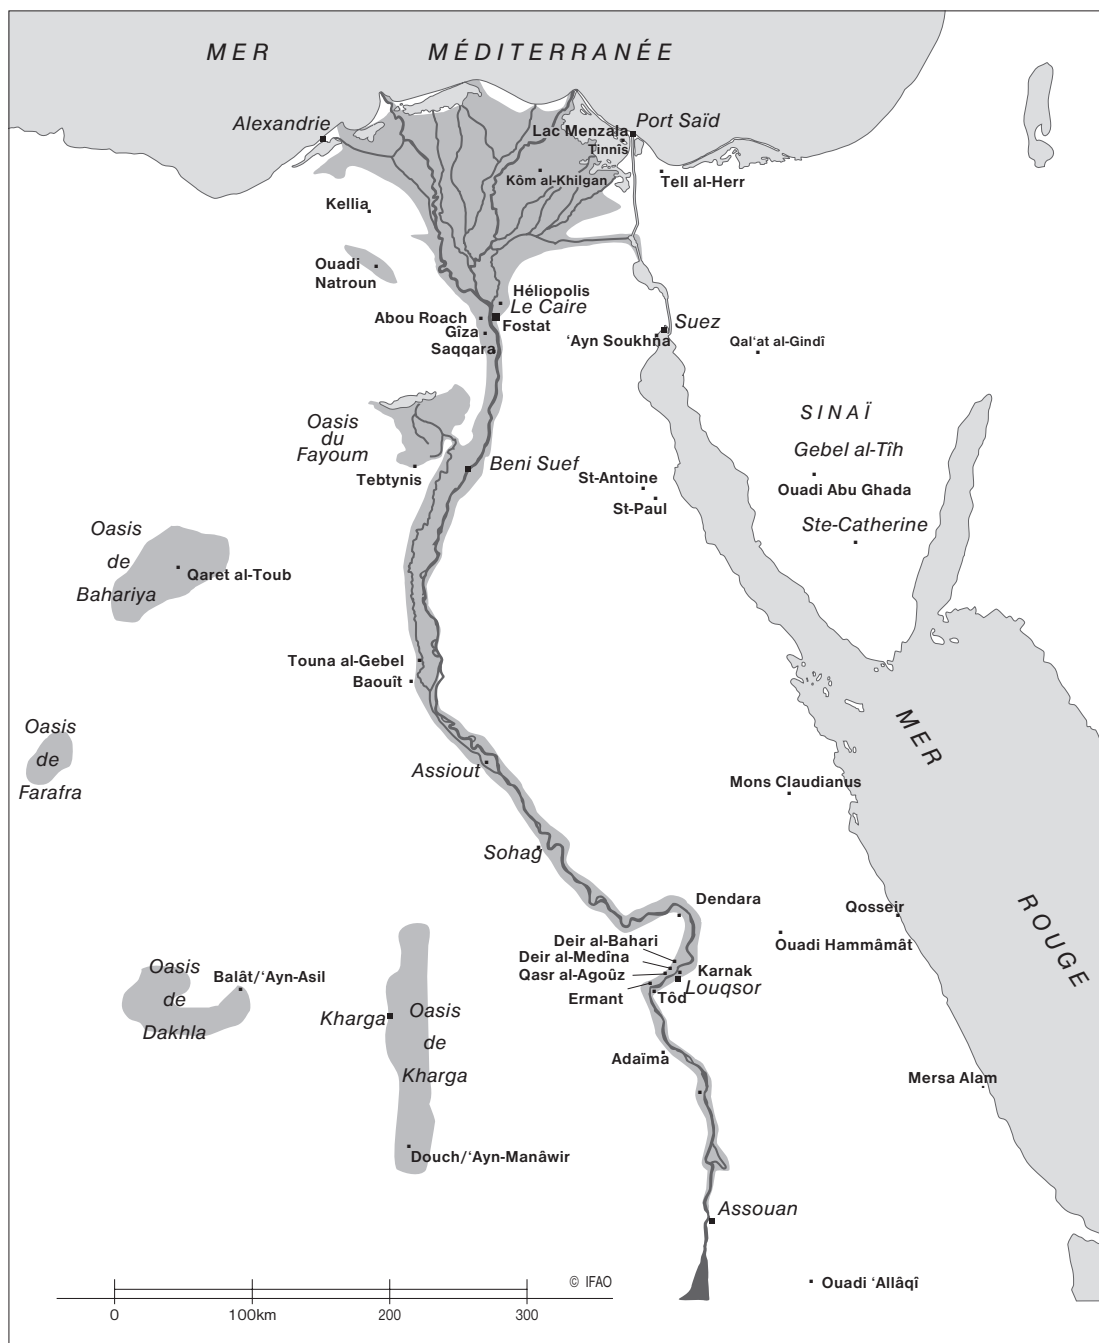 MER MÉDITERRANÉE
Alexandrie
Port Saïd
Lac Menzala
Tinnîs
Kôm al-Khilgan
Tell al-Herr
Kellia
Ouadi
Natroun
Héliopolis
Le Caire
Abou Roach
Fostat
Gîza
Saqqara
Suez
‘Ayn Soukhna
Qal‘at al-Gindî
SINAÏ
Gebel al-Tîh
Oasis
du
Fayoum
Tebtynis
Beni Suef
St-Antoine
St-Paul
Ouadi Abu Ghada
Ste-Catherine
Oasis
de
Bahariya
Qaret al-Toub
Touna al-Gebel
Baouît
Oasis
de
Farafra
Assiout
MER
ROUGE
Mons Claudianus
Sohag
Dendara
Qosseir
Ouadi Hammâmât
Deir al-Bahari
Deir al-Medîna
Qasr al-Agoûz
Karnak
Louqsor
Ermant
Tôd
Oasis
de
Dakhla
Balât/‘Ayn-Asil
Kharga
Oasis
de
Kharga
Adaïma
Mersa Alam
Douch/‘Ayn-Manâwir
Assouan
Ouadi ‘Allâqî
© IFAO
0 100km 200 300